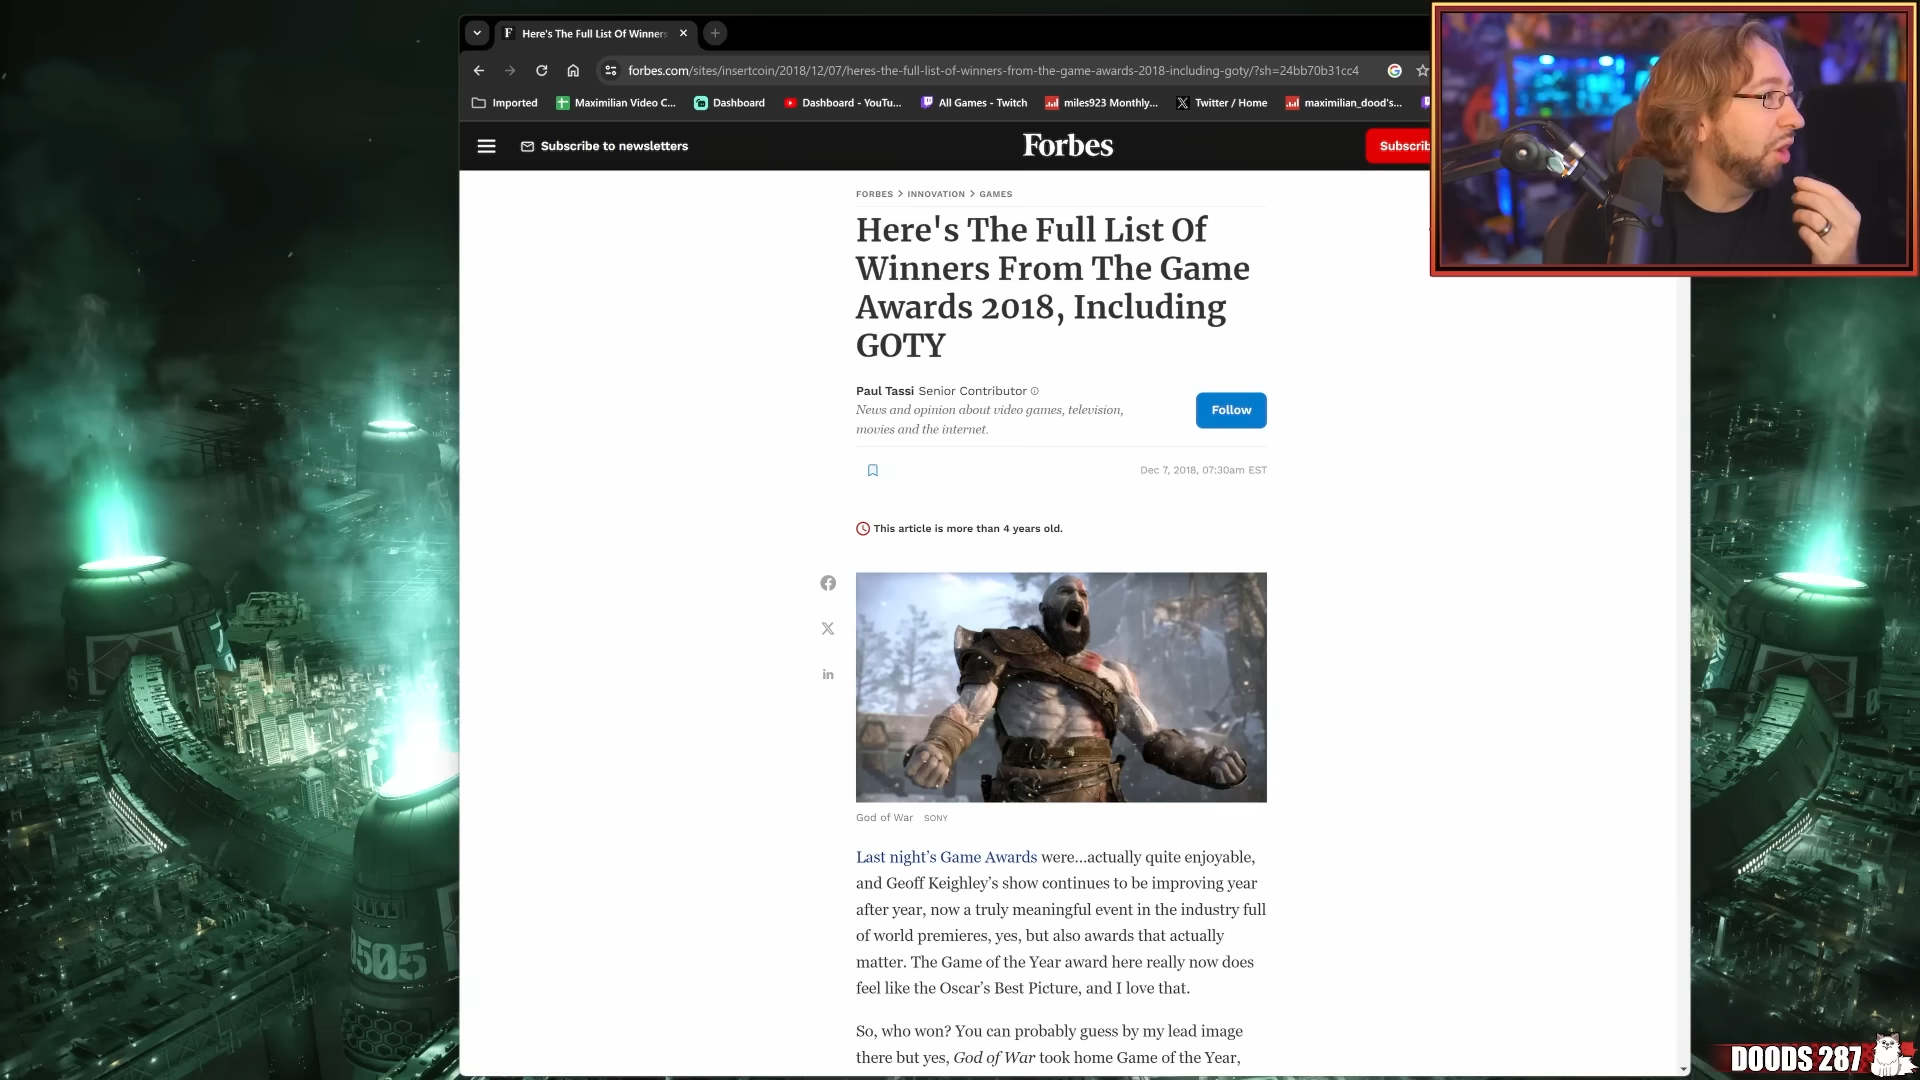 Here's The Full List Of Winners
forbes.com/sites/insertcoin/2018/12/07/heres-the-full-list-of-winners-from-the-game-awards-2018-including-goty/?sh=24bb70b31cc4
Imported
Maximilian Video C...
Dashboard
Dashboard - YouTu...
All Games - Twitch
miles923 Monthly...
Twitter / Home
maximilian_dood's...
Subscribe to newsletters
Forbes
Subscrib
FORBES > INNOVATION > GAMES
Here's The Full List Of
Winners From The Game
Awards 2018, Including
GOTY
Paul Tassi Senior Contributor
News and opinion about video games, television,
movies and the internet.
Follow
Dec 7, 2018, 07:30am EST
This article is more than 4 years old.
God of War SONY
Last night’s Game Awards were...actually quite enjoyable,
and Geoff Keighley’s show continues to be improving year
after year, now a truly meaningful event in the industry full
of world premieres, yes, but also awards that actually
matter. The Game of the Year award here really now does
feel like the Oscar’s Best Picture, and I love that.
So, who won? You can probably guess by my lead image
there but yes, God of War took home Game of the Year,
0505
DOODS 287